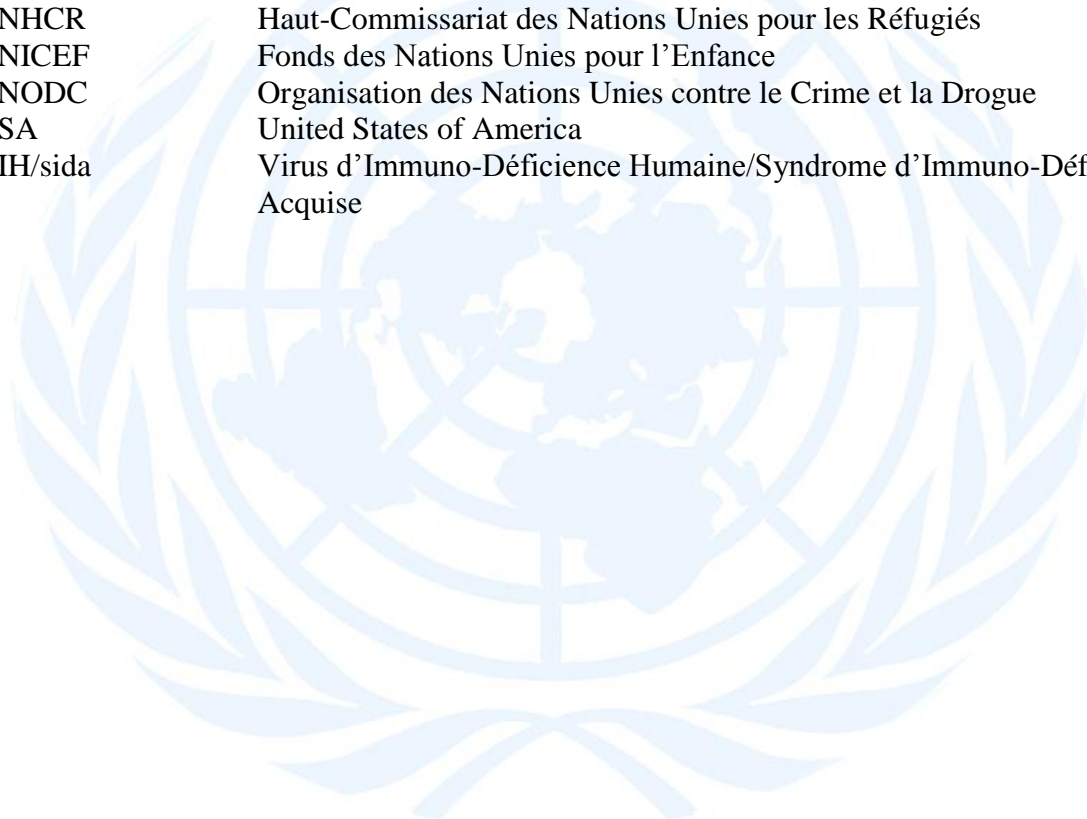 NHCR Haut-Commissariat des Nations Unies pour les Réfugiés
NICEF Fonds des Nations Unies pour l’Enfance
NODC Organisation des Nations Unies contre le Crime et la Drogue
SA United States of America
IH/sida Virus d’Immuno-Déficience Humaine/Syndrome d’Immuno-Déf
Acquise